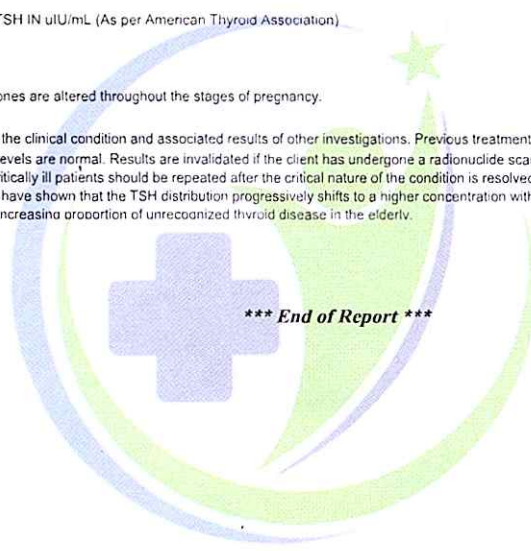 TSH IN uIU/mL (As per American Thyroid Association)
ones are altered throughout the stages of pregnancy.
the clinical condition and associated results of other investigations. Previous treatment
evels are normal. Results are invalidated if the client has undergone a radionuclide scan
itically ill patients should be repeated after the critical nature of the condition is resolved
have shown that the TSH distribution progressively shifts to a higher concentration with
increasing proportion of unrecognized thyroid disease in the elderly.
*** End of Report ***